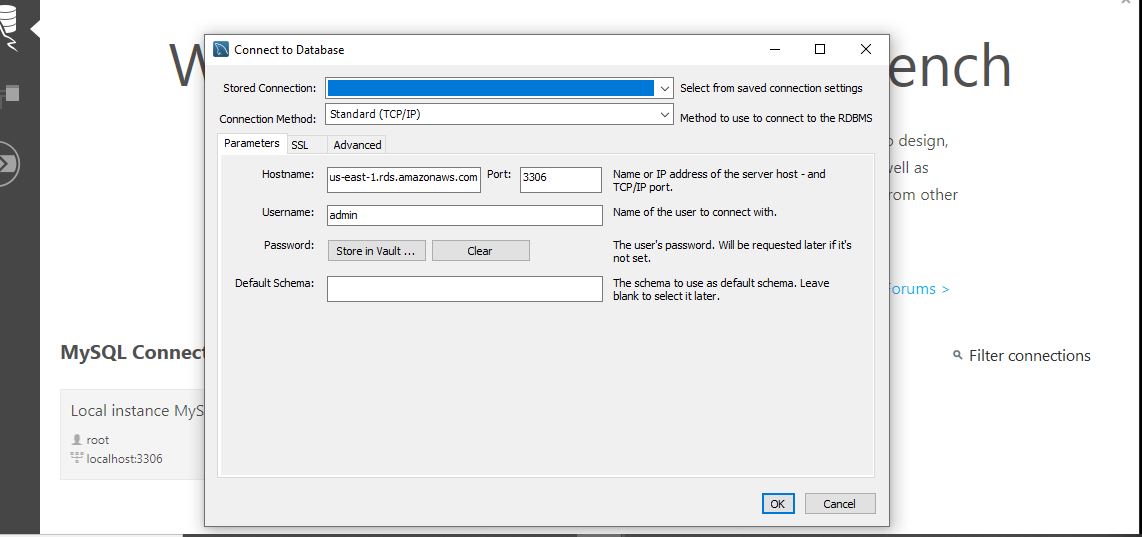 Connect to Database
W
ench
Stored Connection:
Select from saved connection settings
Connection Method:
Standard (TCP/IP)
Method to use to connect to the RDBMS
Parameters
SSL
Advanced
design,
Hostname:
us-east-1.rds.amazonaws.com
Port:
3306
Name or IP address of the server host - and
TCP/IP port.
well as
rom other
Username:
admin
Name of the user to connect with.
Password:
Store in Vault ...
Clear
The user's password. Will be requested later if it's
not set.
Default Schema:
The schema to use as default schema. Leave
blank to select it later.
Forums >
MySQL Connect
Filter connections
Local instance MyS
root
localhost:3306
OK
Cancel